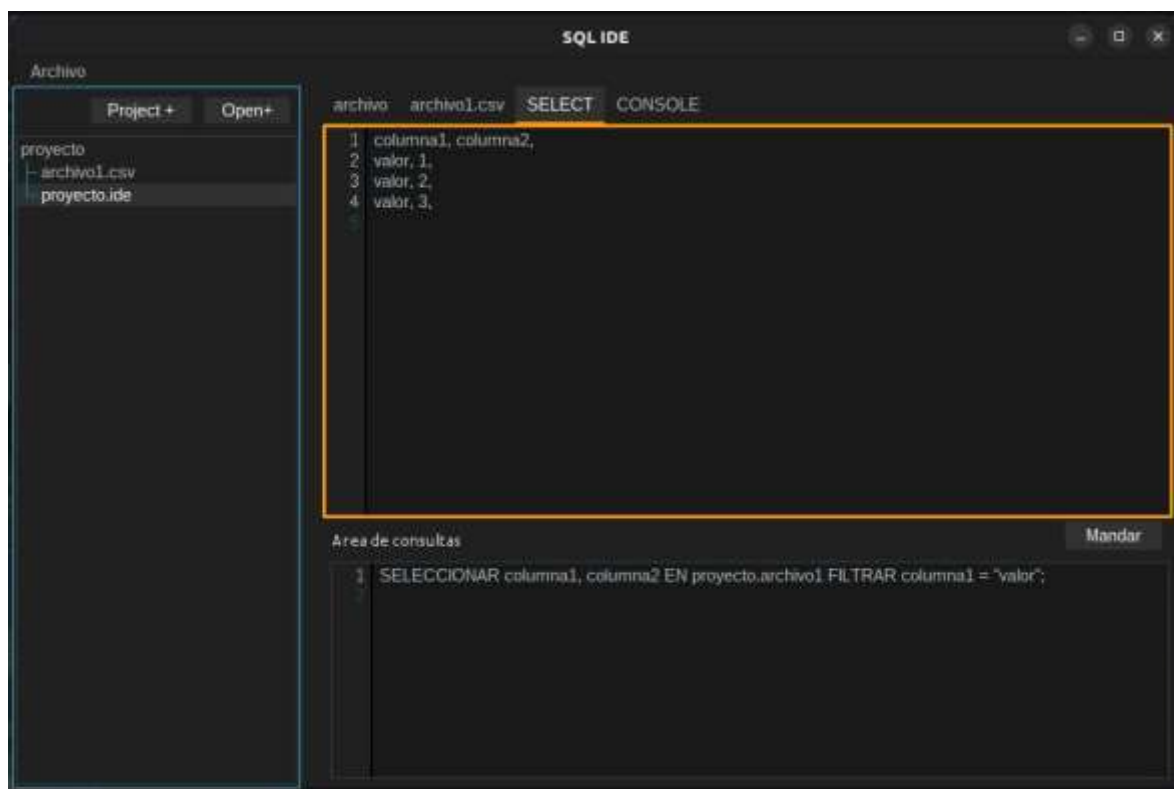 SQL IDE
Archivo
Project + Open+
proyecto
archivo1.csv
proyecto.ide
archivo archivo1.csv SELECT CONSOLE
1 columna1, columna2,
2 valor, 1,
3 valor, 2,
4 valor, 3,
5
Area de consultas
Mandar
1 SELECCIONAR columna1, columna2 EN proyecto.archivo1 FILTRAR columna1 = "valor";
2